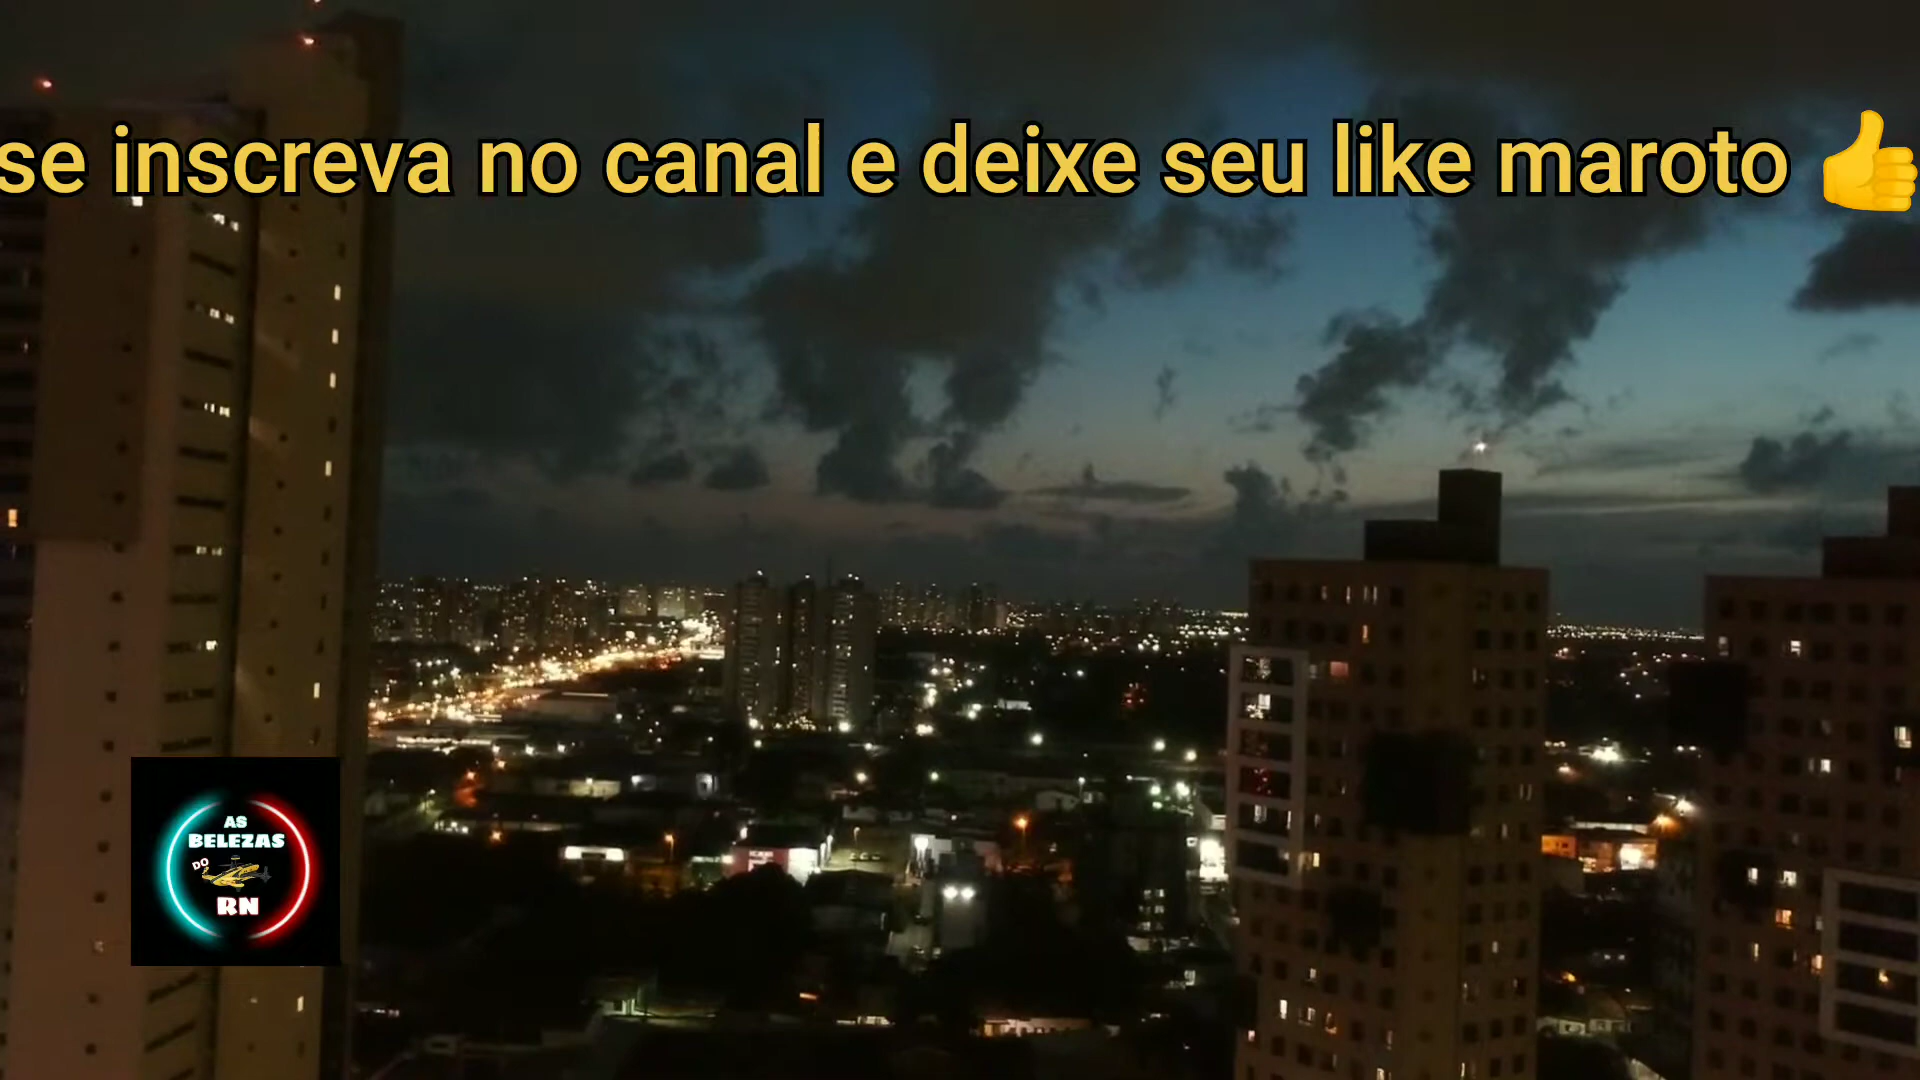 se inscreva no canal e deixe seu like maroto 👍
AS
BELEZAS
DO
RN